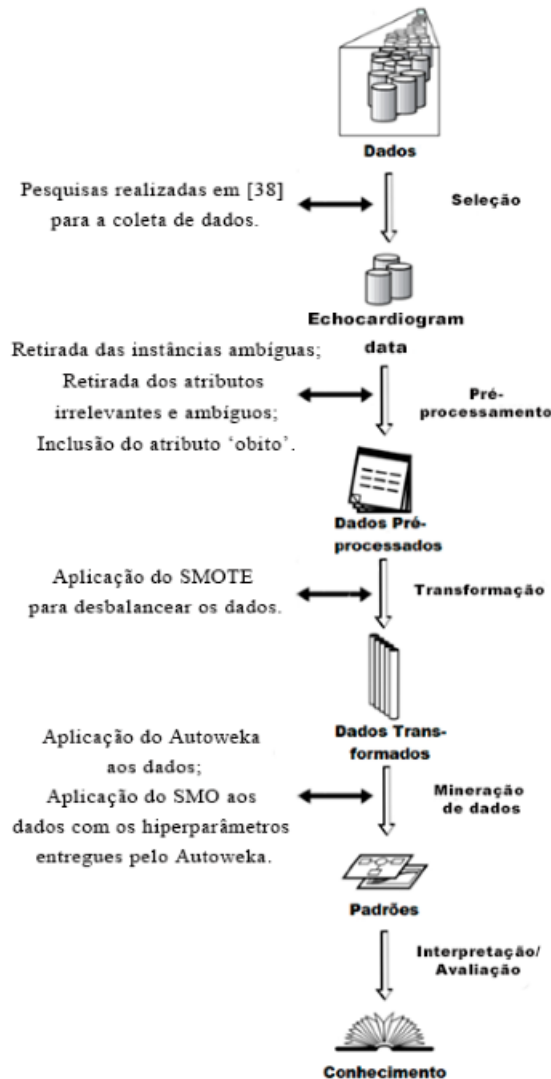 Dados
Pesquisas realizadas em [38]
para a coleta de dados.
Seleção
Echocardiogram
data
Retirada das instâncias ambíguas;
Retirada dos atributos
irrelevantes e ambíguos;
Inclusão do atributo ‘obito’.
Pré-
processamento
Dados Pré-
processados
Aplicação do SMOTE
para desbalancear os dados.
Transformação
Dados Trans-
formados
Aplicação do Autoweka
aos dados;
Aplicação do SMO aos
dados com os hiperparâmetros
entregues pelo Autoweka.
Mineração
de dados
Padrões
Interpretação/
Avaliação
Conhecimento